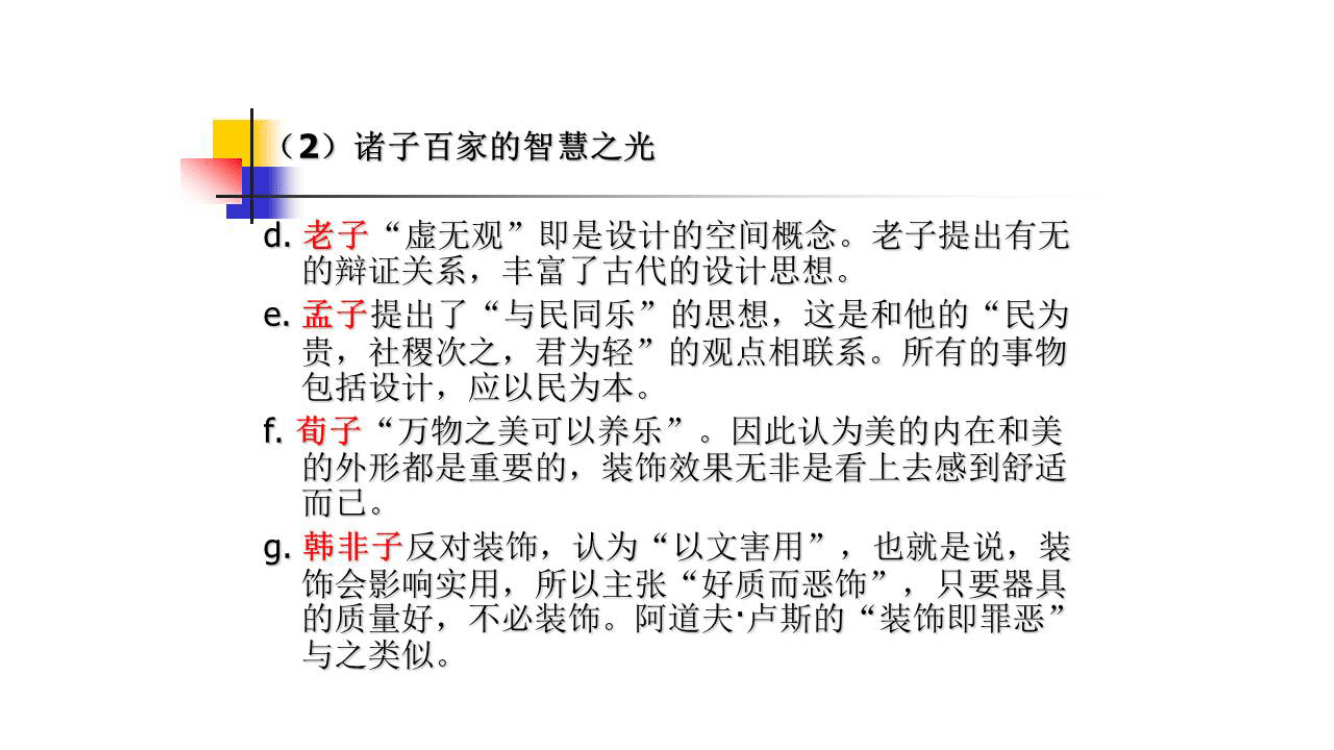 （2）诸子百家的智慧之光
d. 老子“虚无观”即是设计的空间概念。老子提出有无
的辩证关系，丰富了古代的设计思想。
e. 孟子提出了“与民同乐”的思想，这是和他的“民为
贵，社稷次之，君为轻”的观点相联系。所有的事物
包括设计，应以民为本。
f. 荀子“万物之美可以养乐”。因此认为美的内在和美
的外形都是重要的，装饰效果无非是看上去感到舒适
而已。
g. 韩非子反对装饰，认为“以文害用”，也就是说，装
饰会影响实用，所以主张“好质而恶饰”，只要器具
的质量好，不必装饰。阿道夫·卢斯的“装饰即罪恶”
与之类似。